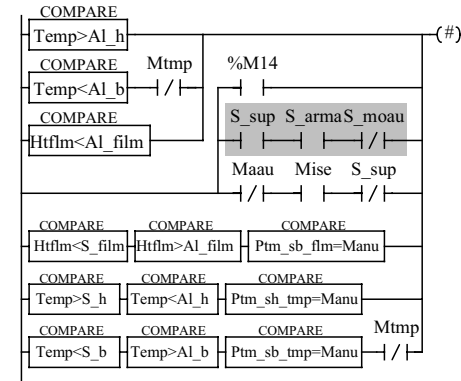 COMPARE
Temp>Al_h
(#)
COMPARE
Temp<Al_b
Mtmp
%M14
COMPARE
Htflm<Al_film
S_sup S_arma S_moau
Maau Mise S_sup
COMPARE COMPARE COMPARE
Htflm<S_film Htflm>Al_film Ptm_sb_flm=Manu
COMPARE COMPARE COMPARE
Temp>S_h Temp<Al_h Ptm_sh_tmp=Manu
COMPARE COMPARE COMPARE Mtmp
Temp<S_b Temp>Al_b Ptm_sb_tmp=Manu